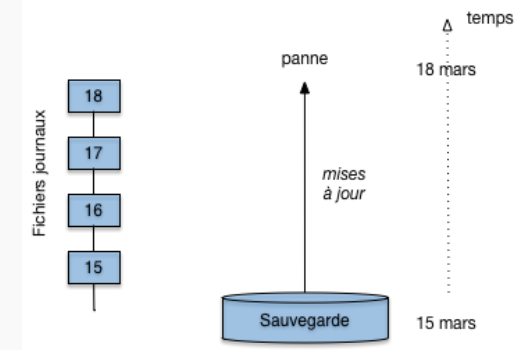 temps
panne
18 mars
18
17
16
15
Fichiers journaux
mises
à jour
Sauvegarde
15 mars